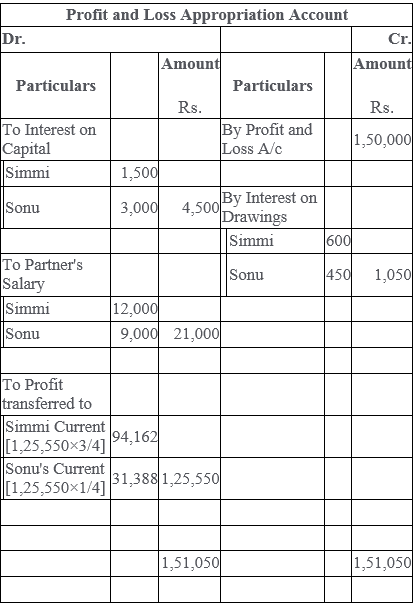 Profit and Loss Appropriation Account
Dr. Cr.
Particulars Amount Rs. Particulars Amount Rs.
To Interest on By Profit and
Capital Loss A/c 1,50,000
Simmi 1,500
Sonu 3,000 4,500 By Interest on
Drawings
Simmi 600
To Partner's
Salary Sonu 450 1,050
Simmi 12,000
Sonu 9,000 21,000
To Profit
transferred to
Simmi Current
[1,25,550×3/4] 94,162
Sonu's Current
[1,25,550×1/4] 31,388 1,25,550
1,51,050 1,51,050